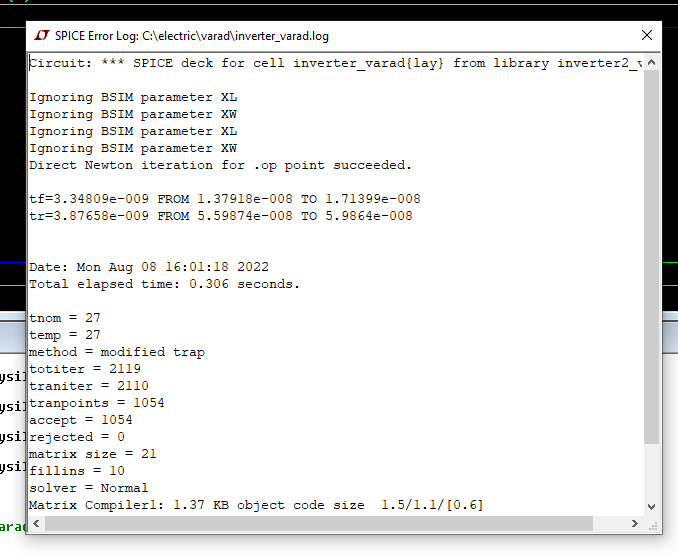 SPICE Error Log: C:\electric\varad\inverter_varad.log
Circuit: *** SPICE deck for cell inverter_varad{lay} from library inverter2_v
Ignoring BSIM parameter XL
Ignoring BSIM parameter XW
Ignoring BSIM parameter XL
Ignoring BSIM parameter XW
Direct Newton iteration for .op point succeeded.
tf=3.34809e-009 FROM 1.37918e-008 TO 1.71399e-008
tr=3.87658e-009 FROM 5.59874e-008 TO 5.9864e-008
Date: Mon Aug 08 16:01:18 2022
Total elapsed time: 0.306 seconds.
tnom = 27
temp = 27
method = modified trap
totiter = 2119
traniter = 2110
tranpoints = 1054
accept = 1054
rejected = 0
matrix size = 21
fillins = 10
solver = Normal
Matrix Compiler1: 1.37 KB object code size  1.5/1.1/[0.6]